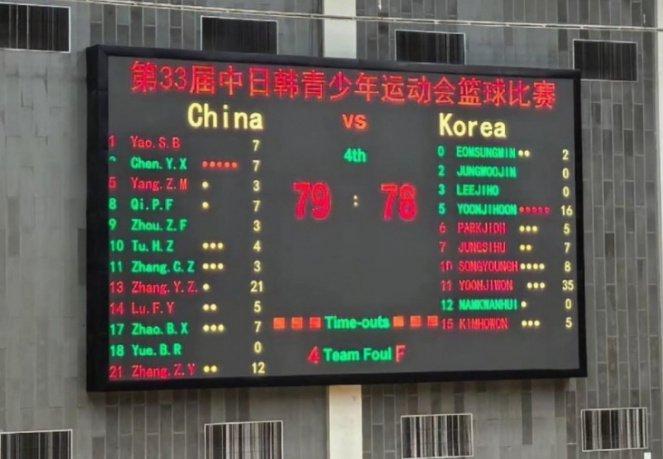 第33届中日韩青少年运动会篮球比赛
China vs Korea
4th
79 : 78
1 Yao.S.B 7
Chen.Y.X 7
5 Yang.Z.M 3
8 Qi.P.F 7
9 Zhou.Z.F 3
10 Tu.H.Z 4
11 Zhang.C.Z 3
13 Zhang.Y.Z. 21
14 Lu.F.Y 5
17 Zhao.B.X 7
18 Yue.B.R 0
21 Zhang.Z.Y 12
0 EOMSUNGMIN 2
2 JUNGWOOJIN 0
3 LEEJIHO 0
5 YOONJIHOON 16
6 PARKJIOH 5
7 JUNGSIHU 7
10 SONGYOUNGH 8
11 YOONJIWON 35
12 NAMKWANHUI 0
15 KIMHOWON 5
Time-outs
4 Team Foul F